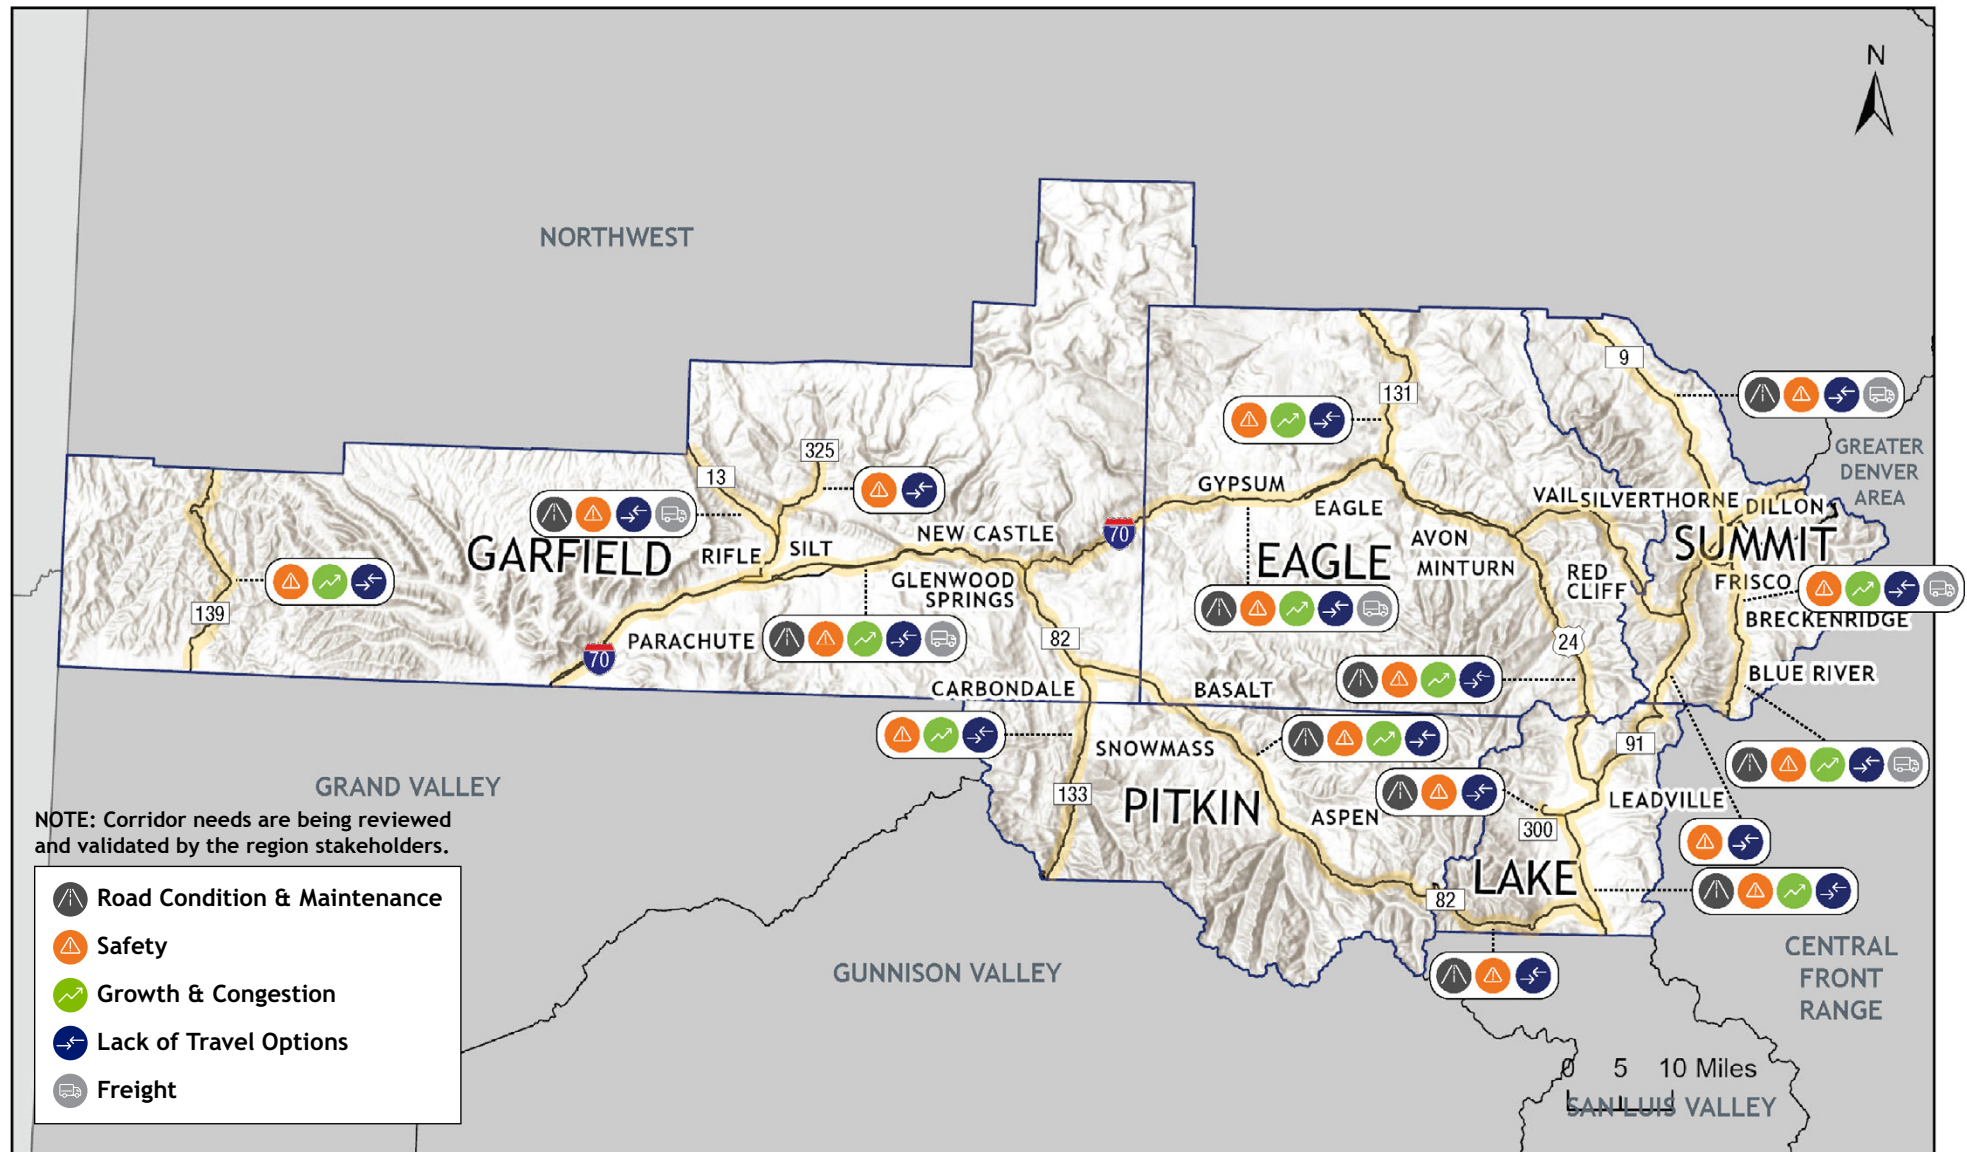 N
NORTHWEST
9
131
GREATER
DENVER
AREA
325
13
GYPSUM
EAGLE
VAIL
SILVERTHORNE
DILLON
NEW CASTLE
70
GARFIELD
RIFLE
SILT
EAGLE
AVON
MINTURN
SUMMIT
RED
CLIFF
FRISCO
GLENWOOD
SPRINGS
139
BRECKENRIDGE
PARACHUTE
70
82
24
BLUE RIVER
CARBONDALE
BASALT
SNOWMASS
91
GRAND VALLEY
133
PITKIN
ASPEN
LEADVILLE
300
NOTE: Corridor needs are being reviewed
and validated by the region stakeholders.
LAKE
82
Road Condition & Maintenance
Safety
Growth & Congestion
Lack of Travel Options
Freight
GUNNISON VALLEY
CENTRAL
FRONT
RANGE
0 5 10 Miles
SAN LUIS VALLEY